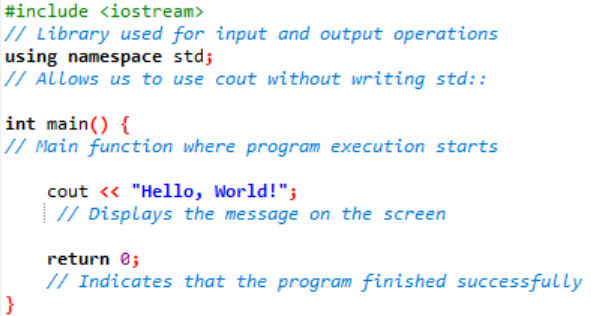 #include <iostream>
// Library used for input and output operations
using namespace std;
// Allows us to use cout without writing std::
int main() {
// Main function where program execution starts
cout << "Hello, World!";
// Displays the message on the screen
return 0;
// Indicates that the program finished successfully
}